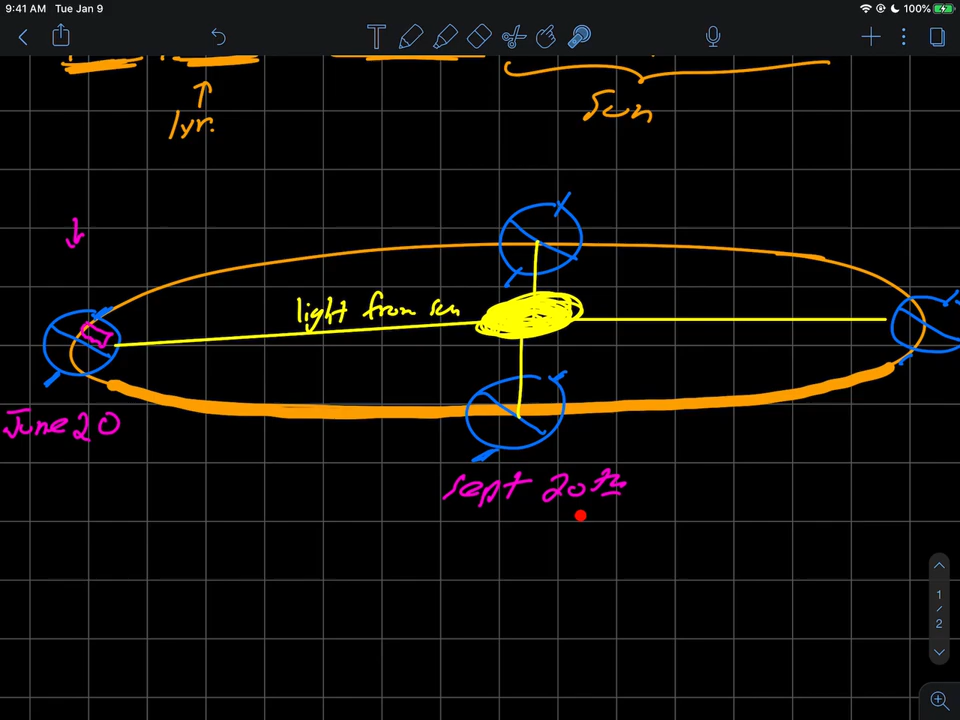 9:41 AM Tue Jan 9
100%
1yr.
Sun
light from sun
June 20
Sept 20th
1
/
2